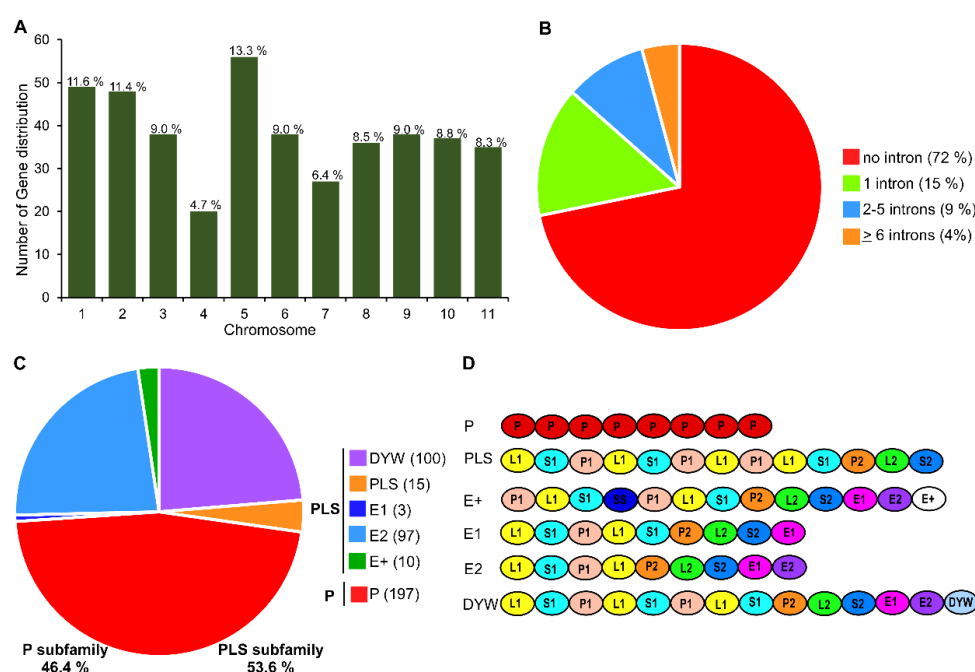 A
Number of Gene distribution
60
50
40
30
20
10
0
11.6 %
11.4 %
9.0 %
4.7 %
13.3 %
9.0 %
6.4 %
8.5 %
9.0 %
8.8 %
8.3 %
1 2 3 4 5 6 7 8 9 10 11
Chromosome
B
no intron (72 %)
1 intron (15 %)
2-5 introns (9 %)
≥ 6 introns (4%)
C
PLS
DYW (100)
PLS (15)
E1 (3)
E2 (97)
E+ (10)
P
P (197)
P subfamily
46.4 %
PLS subfamily
53.6 %
D
P P P P P P P P P
PLS L1 S1 P1 L1 S1 P1 L1 P1 L1 S1 P2 L2 S2
E+ P1 L1 S1 SS P1 L1 S1 P2 L2 S2 E1 E2 E+
E1 L1 S1 P1 L1 S1 P2 L2 S2 E1
E2 L1 S1 P1 L1 P2 L2 S2 E1 E2
DYW L1 S1 P1 L1 S1 P1 L1 S1 P2 L2 S2 E1 E2 DYW